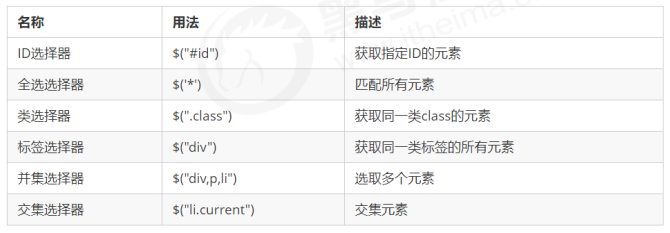 名称 用法 描述
ID选择器 $("#id") 获取指定ID的元素
全选选择器 $('*') 匹配所有元素
类选择器 $(".class") 获取同一类class的元素
标签选择器 $("div") 获取同一类标签的所有元素
并集选择器 $("div,p,li") 选取多个元素
交集选择器 $("li.current") 交集元素